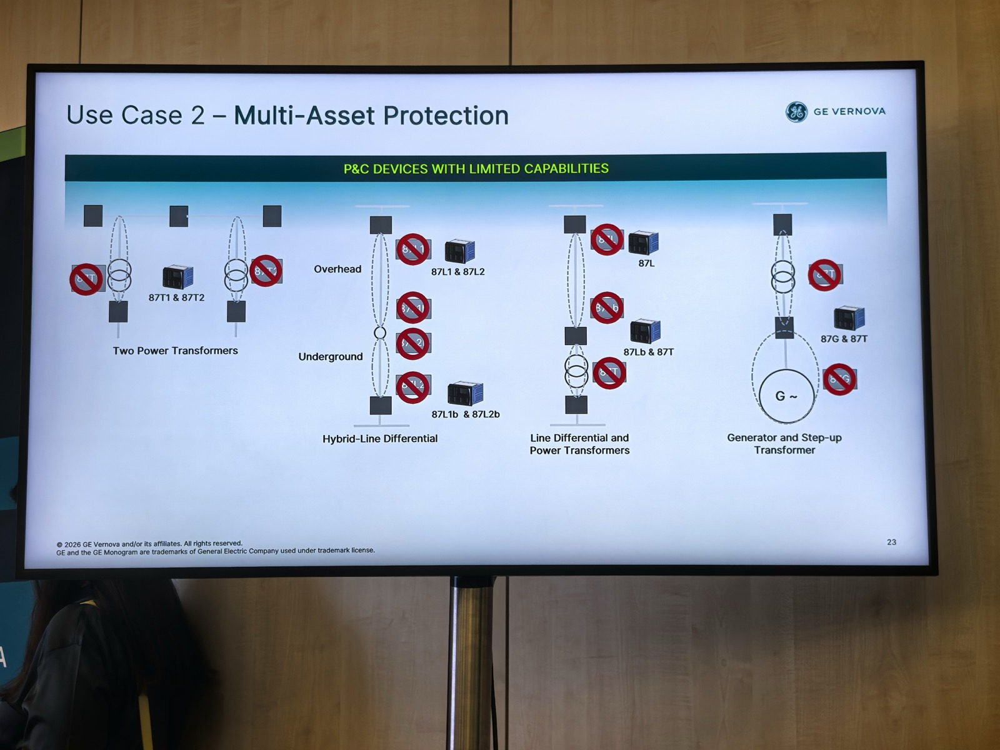 Use Case 2 – Multi-Asset Protection
GE VERNOVA
P&C DEVICES WITH LIMITED CAPABILITIES
87T1 & 87T2
Two Power Transformers
Overhead
Underground
87L1 & 87L2
87L1b & 87L2b
Hybrid-Line Differential
87L
87Lb & 87T
Line Differential and
Power Transformers
87G & 87T
G ~
Generator and Step-up
Transformer
© 2026 GE Vernova and/or its affiliates. All rights reserved.
GE and the GE Monogram are trademarks of General Electric Company used under trademark license.
23
A